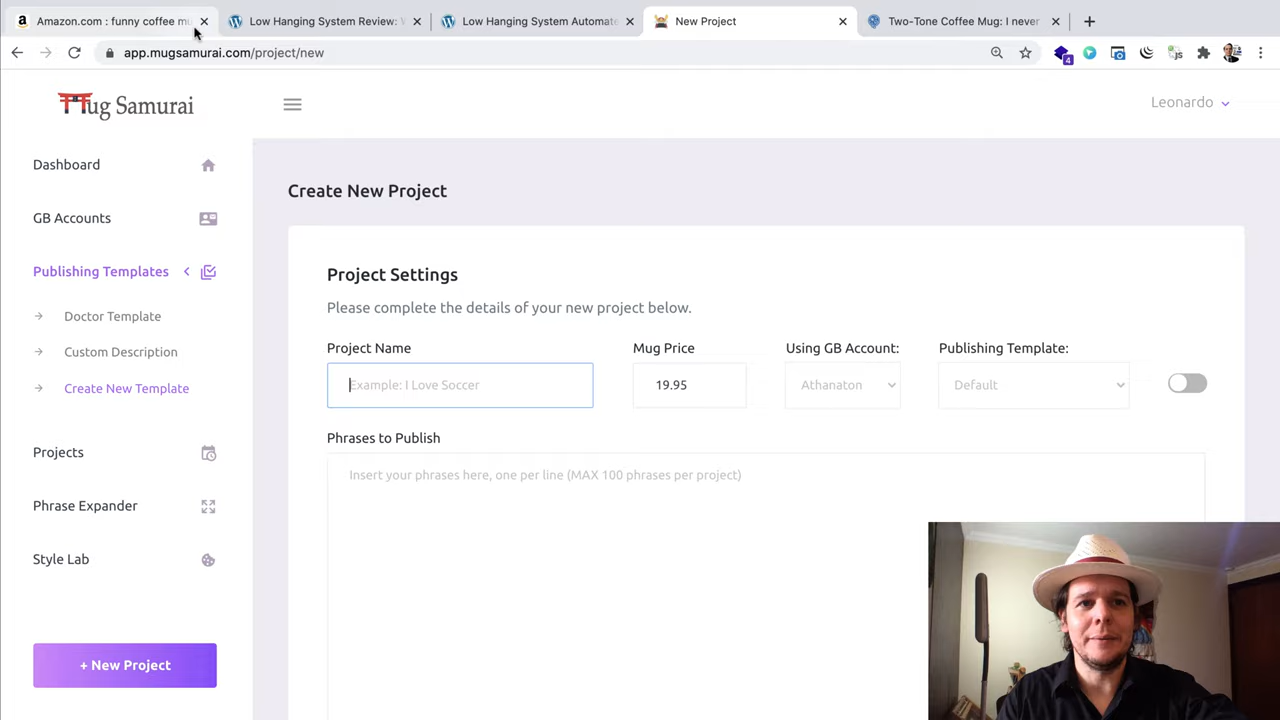 Amazon.com : funny coffee mu
Low Hanging System Review: V
Low Hanging System Automate
New Project
Two-Tone Coffee Mug: I never
app.mugsamurai.com/project/new
4
js
Mug Samurai
Leonardo
Dashboard
GB Accounts
Publishing Templates
Doctor Template
Custom Description
Create New Template
Projects
Phrase Expander
Style Lab
+ New Project
Create New Project
Project Settings
Please complete the details of your new project below.
Project Name
Mug Price
Using GB Account:
Publishing Template:
Example: I Love Soccer
19.95
Athanaton
Default
Phrases to Publish
Insert your phrases here, one per line (MAX 100 phrases per project)